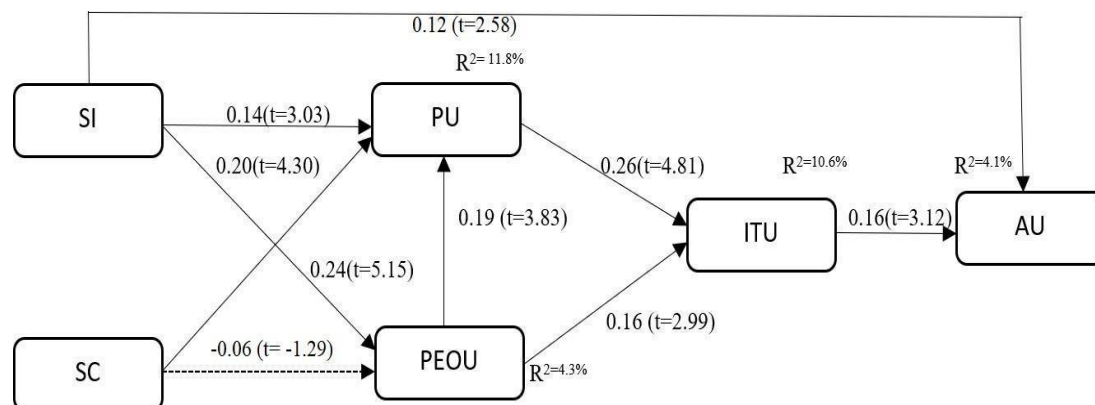 0.12 (t=2.58)
R²= 11.8%
SI
0.14(t=3.03)
PU
0.20(t=4.30)
0.26(t=4.81)
R²=10.6%
R²=4.1%
0.19 (t=3.83)
ITU
0.16(t=3.12)
AU
0.24(t=5.15)
0.16 (t=2.99)
SC
-0.06 (t= -1.29)
PEOU
R²=4.3%